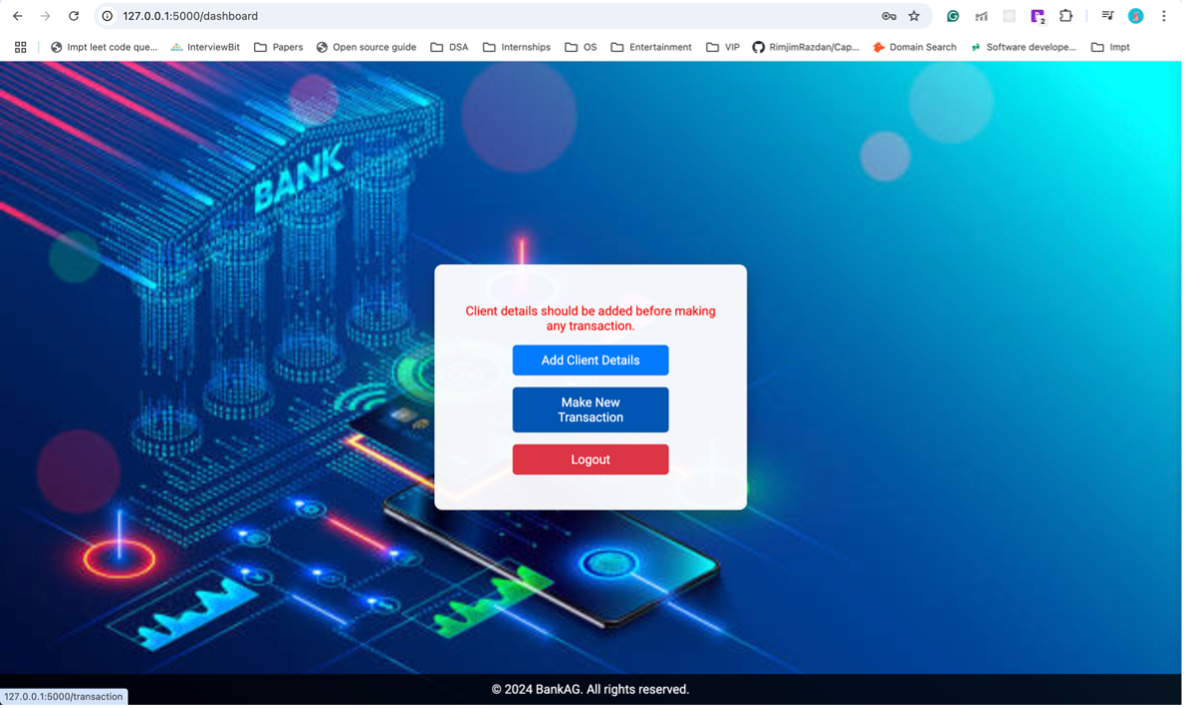 127.0.0.1:5000/dashboard
2
Impt leet code que...
InterviewBit
Papers
Open source guide
DSA
Internships
OS
Entertainment
VIP
RimjimRazdan/Cap...
Domain Search
Software develope...
Impt
BANK
Client details should be added before making
any transaction.
Add Client Details
Make New
Transaction
Logout
© 2024 BankAG. All rights reserved.
127.0.0.1:5000/transaction